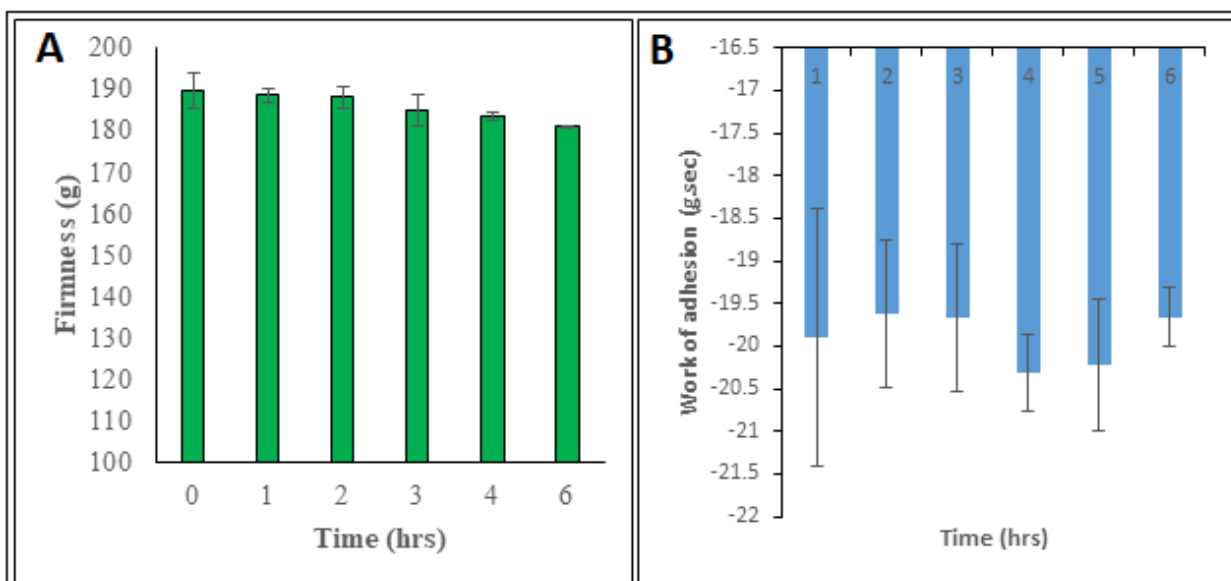 A
200
190
180
170
160
150
140
130
120
110
100
Firmness (g)
0 1 2 3 4 6
Time (hrs)
B
-16.5
-17
-17.5
-18
-18.5
-19
-19.5
-20
-20.5
-21
-21.5
-22
Work of adhesion (g.sec)
1 2 3 4 5 6
Time (hrs)